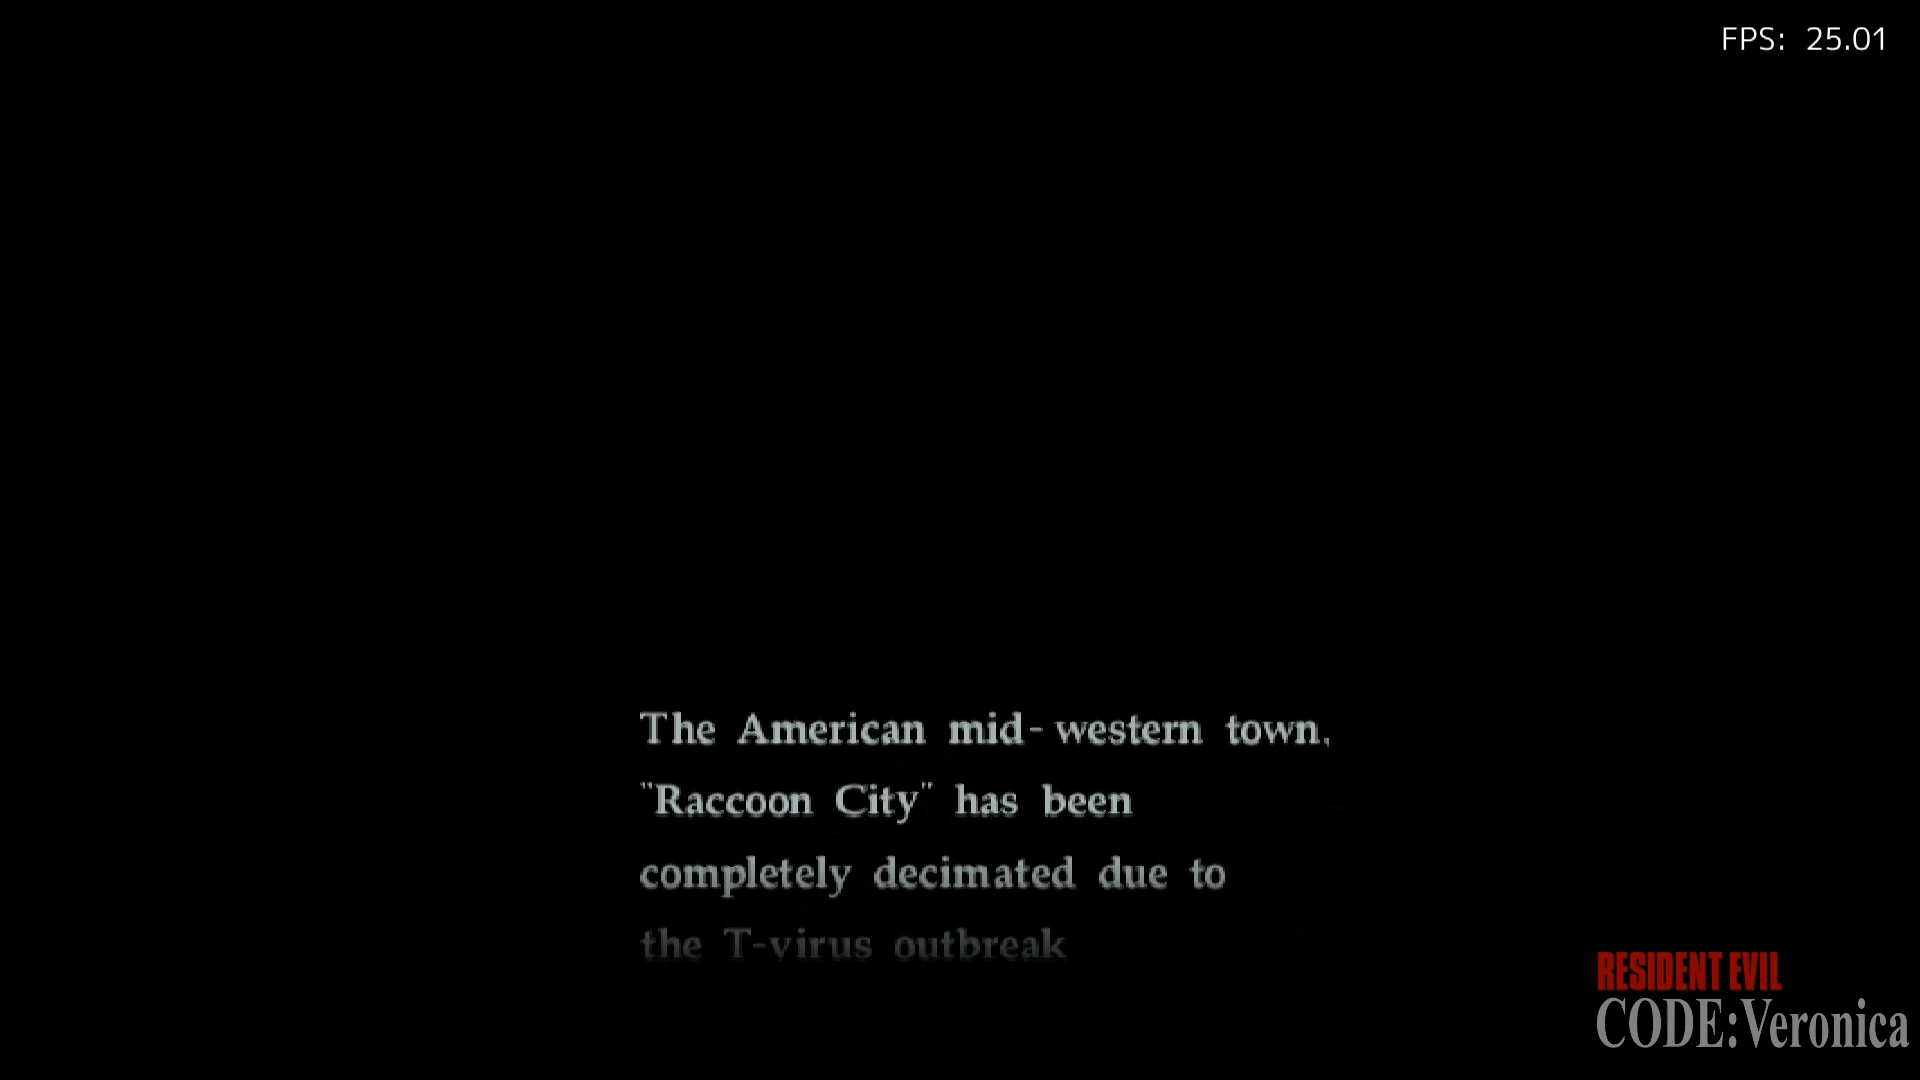 FPS: 25.01
The American mid-western town,
"Raccoon City" has been
completely decimated due to
the T-virus outbreak
RESIDENT EVIL
CODE:Veronica